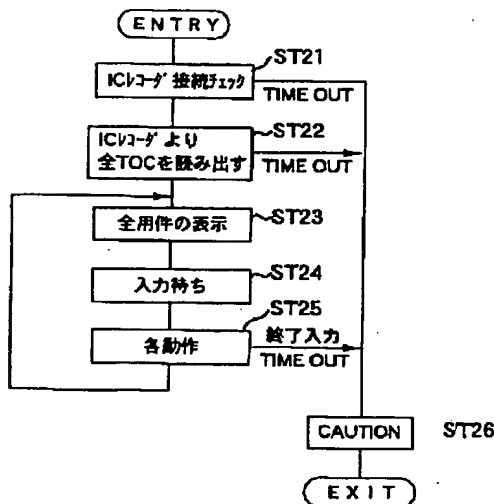 ENTRY
ST21
ICレコーダ接続チェック
TIME OUT
ST22
ICレコーダより
全TOCを読み出す
TIME OUT
ST23
全用件の表示
ST24
入力待ち
ST25
各動作
終了入力
TIME OUT
CAUTION
ST26
EXIT